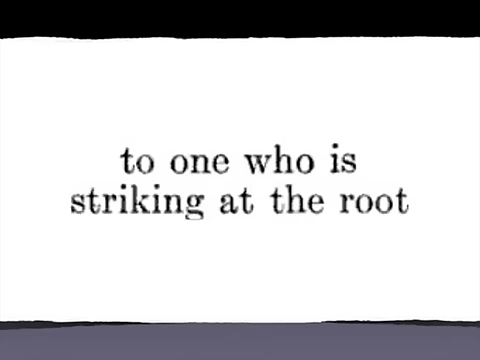 to one who is
striking at the root